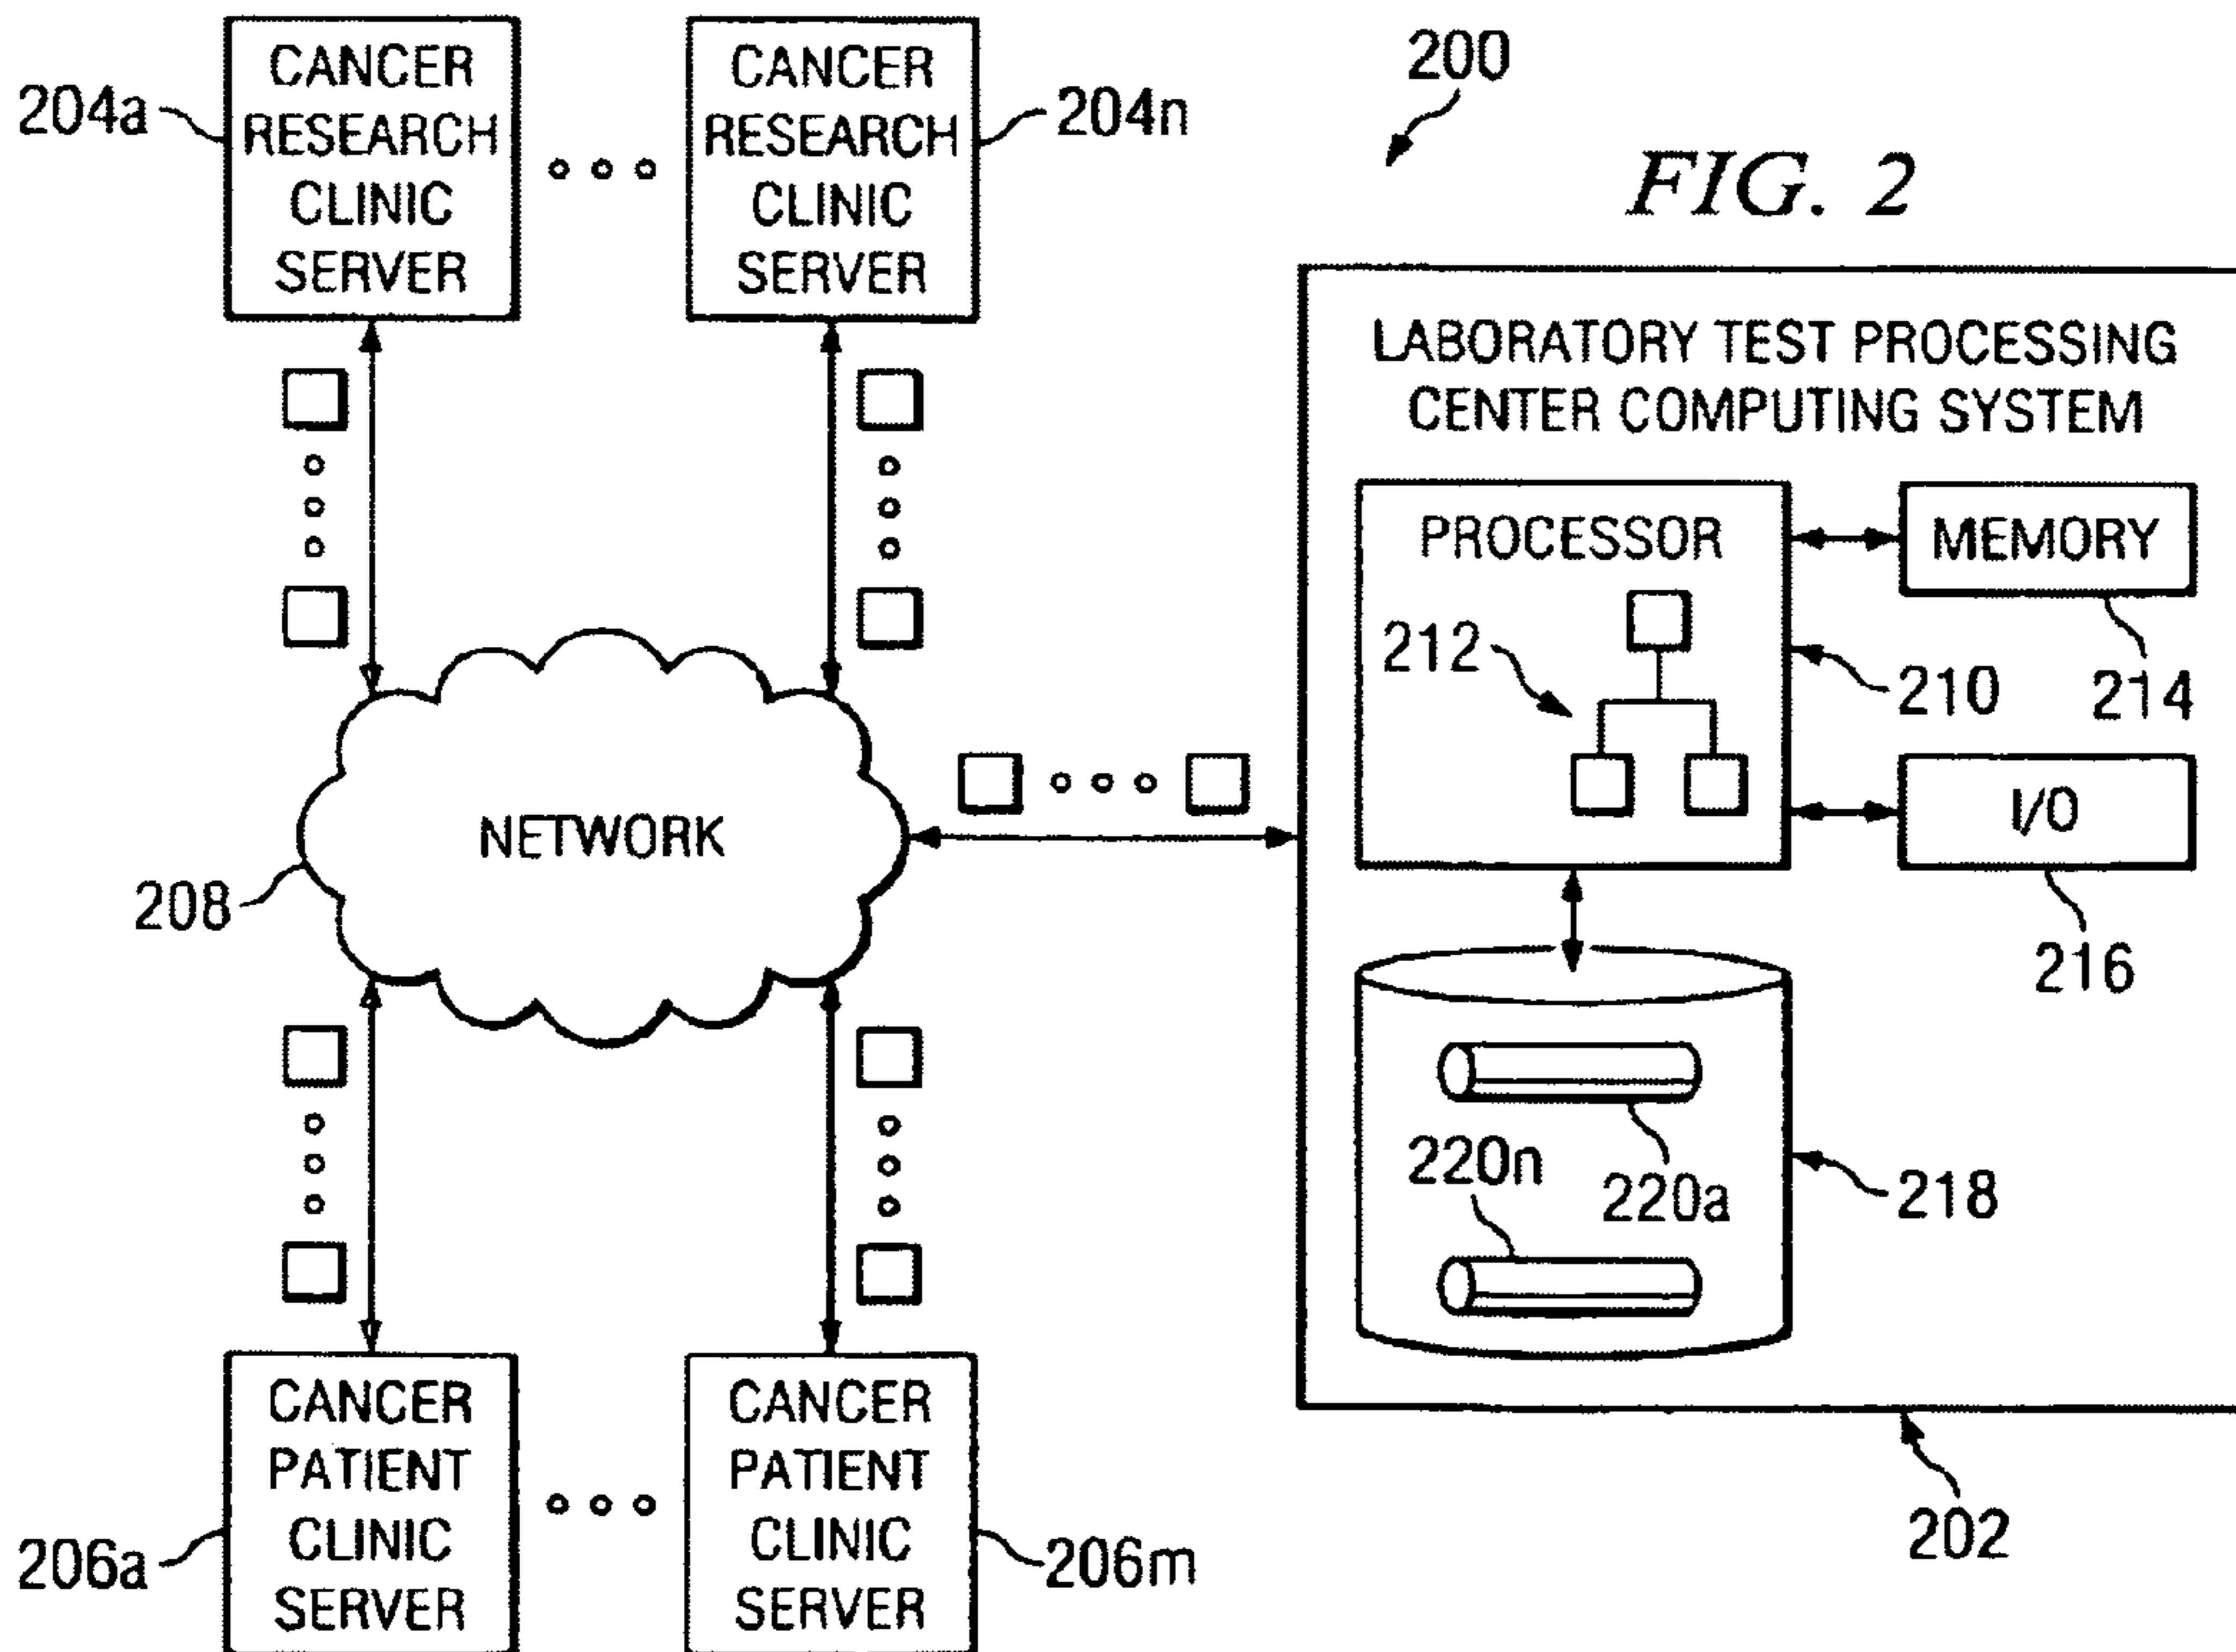 200
FIG. 2
204a
CANCER
RESEARCH
CLINIC
SERVER
CANCER
RESEARCH
CLINIC
SERVER
204n
LABORATORY TEST PROCESSING
CENTER COMPUTING SYSTEM
PROCESSOR
212
210
MEMORY
214
I/O
216
NETWORK
208
220n
220a
218
202
206a
CANCER
PATIENT
CLINIC
SERVER
CANCER
PATIENT
CLINIC
SERVER
206m